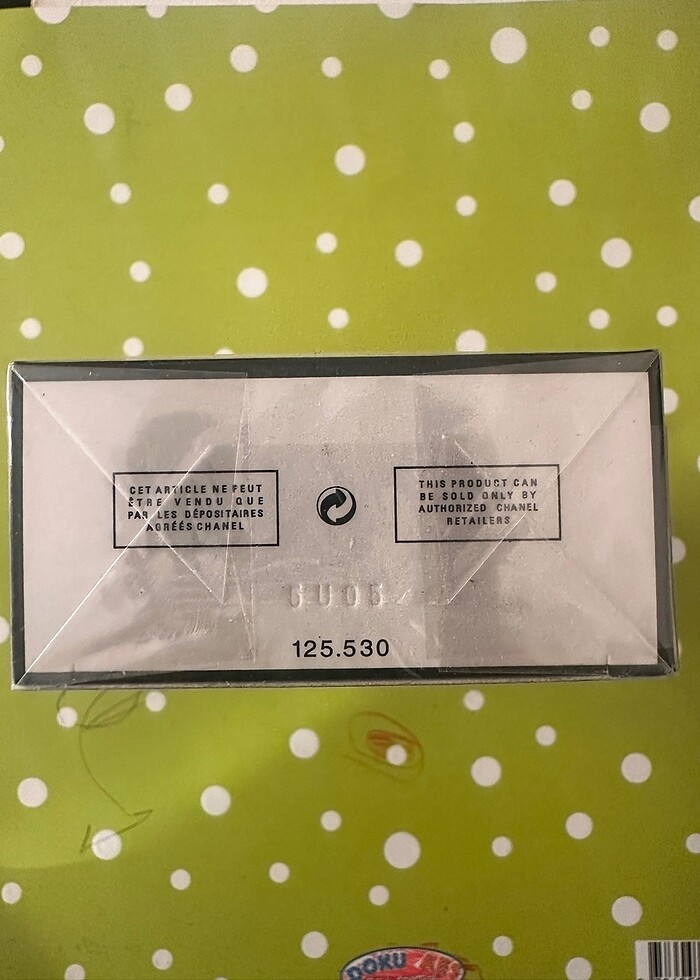 CET ARTICLE NE PEUT
ÊTRE VENDU QUE
PAR LES DÉPOSITAIRES
AGRÉÉS CHANEL
THIS PRODUCT CAN
BE SOLD ONLY BY
AUTHORIZED CHANEL
RETAILERS
125.530
DOKU